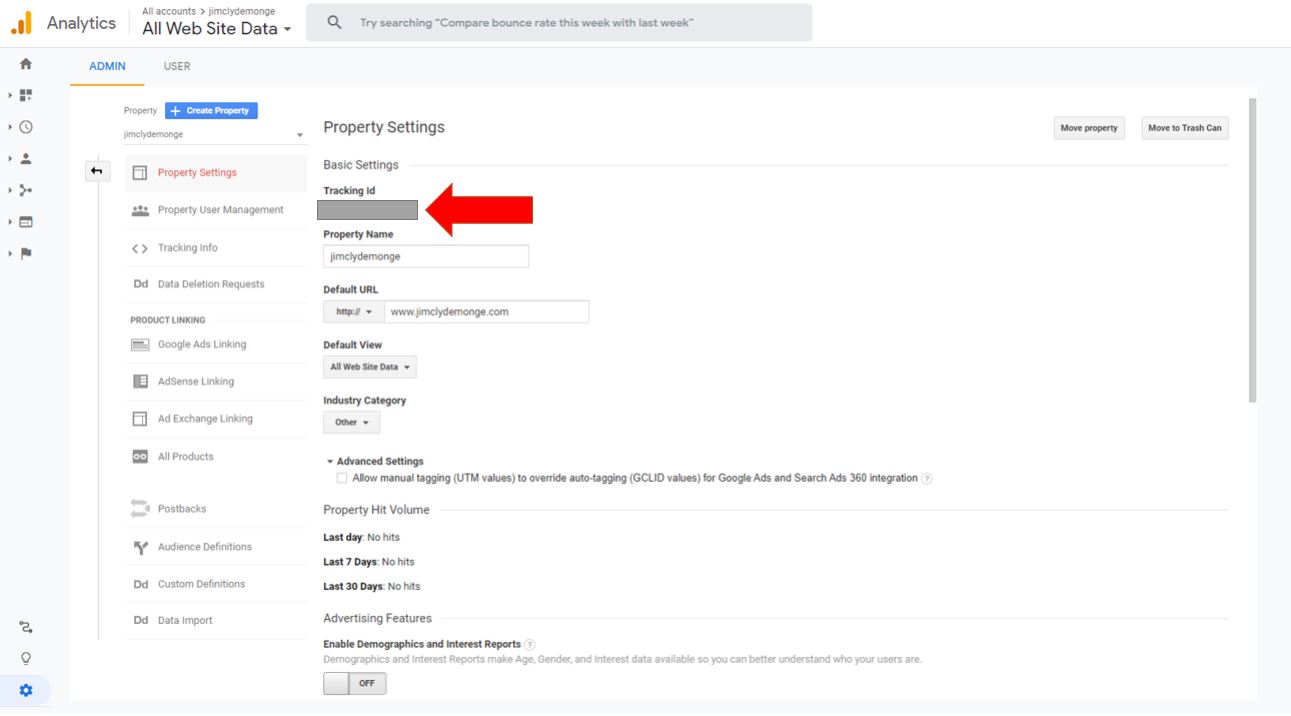 Analytics
All accounts > jimclydemonge
All Web Site Data
Try searching “Compare bounce rate this week with last week”
ADMIN
USER
Property
Create Property
jimclydemonge
Property Settings
Property User Management
Tracking Info
Dd Data Deletion Requests
PRODUCT LINKING
Google Ads Linking
AdSense Linking
Ad Exchange Linking
All Products
Postbacks
Audience Definitions
Dd Custom Definitions
Dd Data Import
Property Settings
Move property
Move to Trash Can
Basic Settings
Tracking Id
Property Name
jimclydemonge
Default URL
http:// www.jimclydemonge.com
Default View
All Web Site Data
Industry Category
Other
Advanced Settings
Allow manual tagging (UTM values) to override auto-tagging (GCLID values) for Google Ads and Search Ads 360 integration ?
Property Hit Volume
Last day: No hits
Last 7 Days: No hits
Last 30 Days: No hits
Advertising Features
Enable Demographics and Interest Reports ?
Demographics and Interest Reports make Age, Gender, and Interest data available so you can better understand who your users are.
OFF